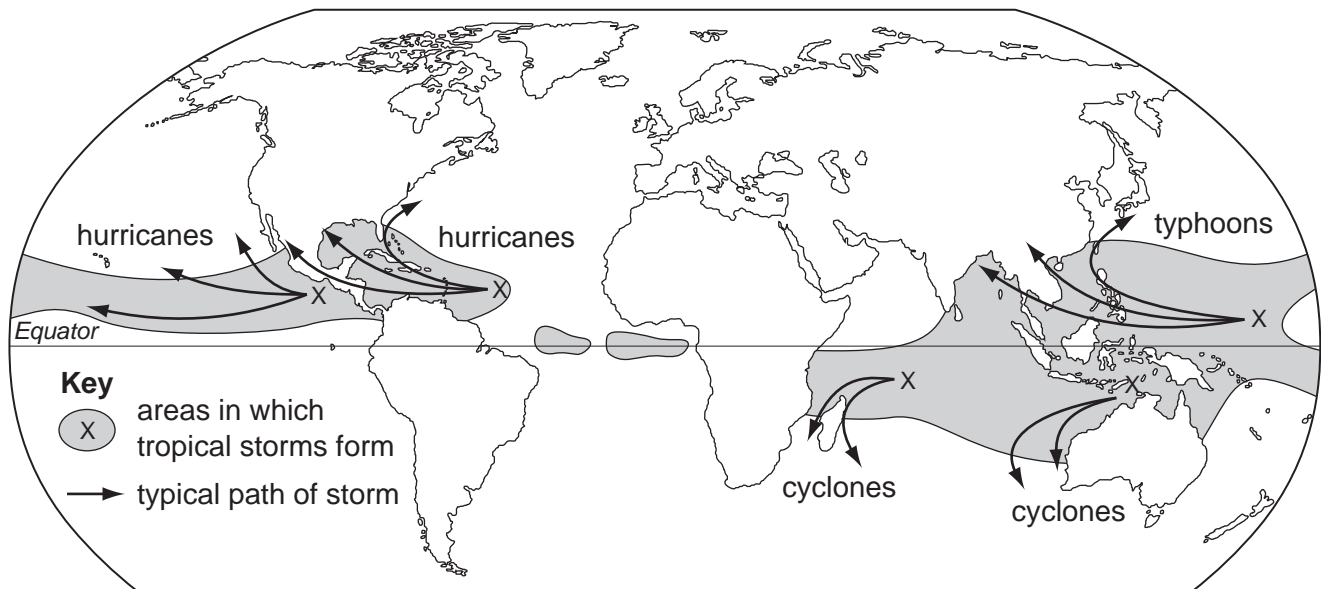 hurricanes
hurricanes
typhoons
X
X
X
Equator
X
X
Key
X
areas in which
tropical storms form
typical path of storm
cyclones
cyclones